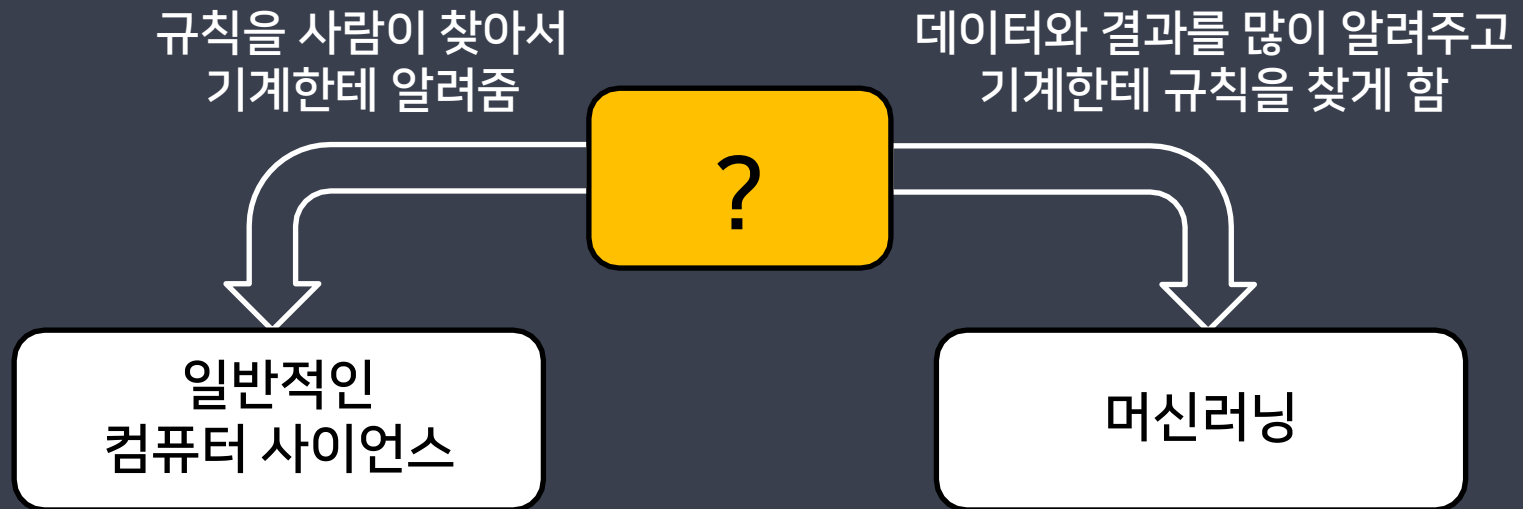 규칙을 사람이 찾아서
기계한테 알려줌
데이터와 결과를 많이 알려주고
기계한테 규칙을 찾게 함
?
일반적인
컴퓨터 사이언스
머신러닝